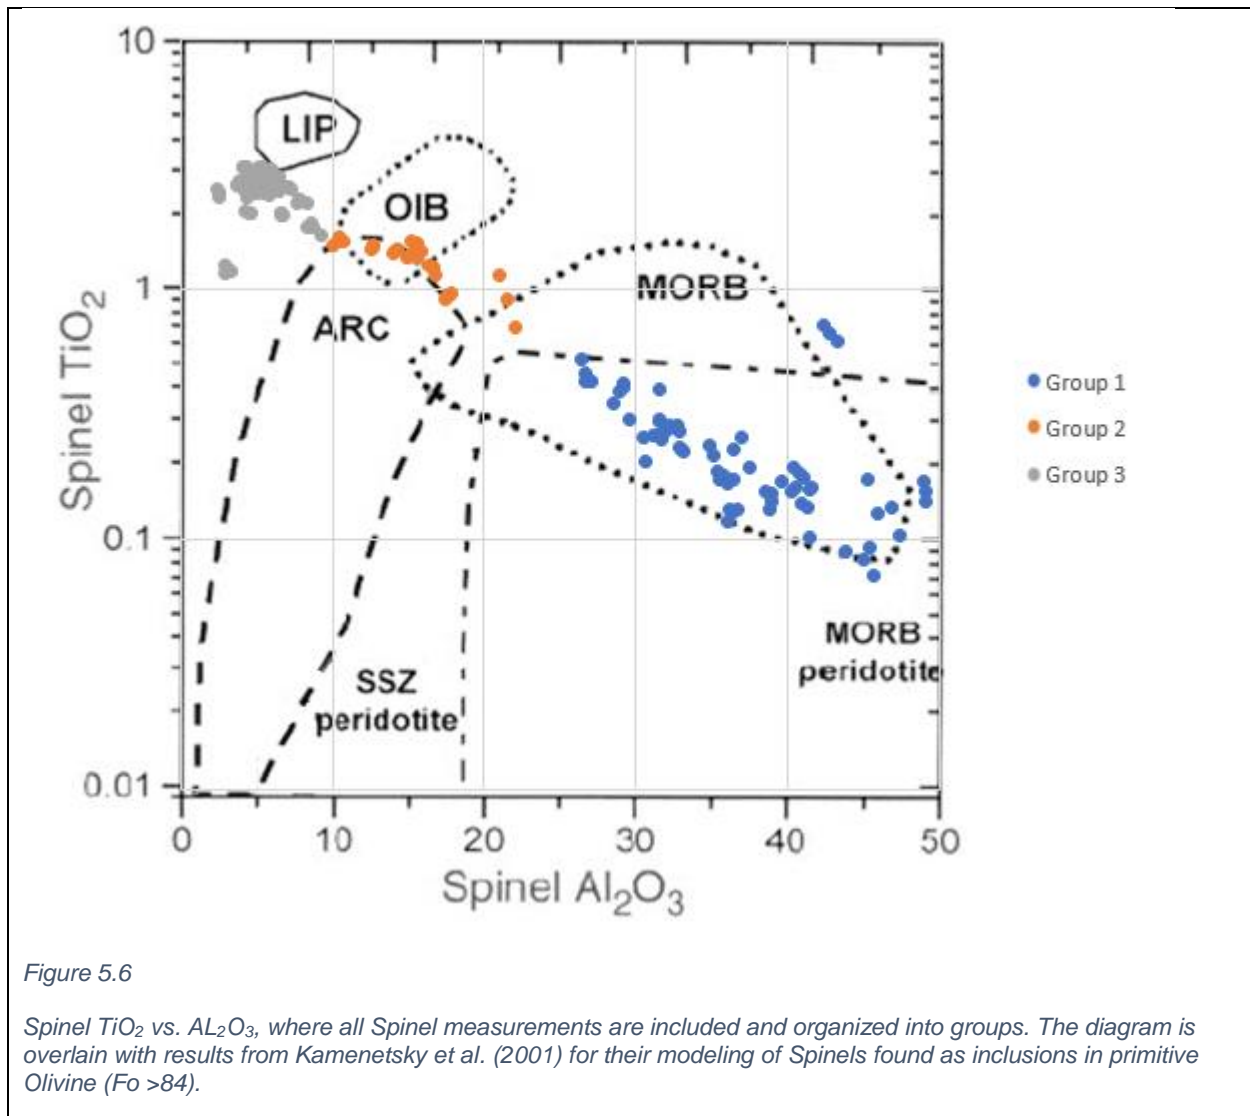 10
LIP
OIB
1
MORB
ARC
Spinel TiO₂
Group 1
Group 2
Group 3
0.1
MORB
peridotite
SSZ
peridotite
0.01
0 10 20 30 40 50
Spinel Al₂O₃
Figure 5.6
Spinel TiO₂ vs. AL₂O₃, where all Spinel measurements are included and organized into groups. The diagram is
overlain with results from Kamenetsky et al. (2001) for their modeling of Spinels found as inclusions in primitive
Olivine (Fo >84).